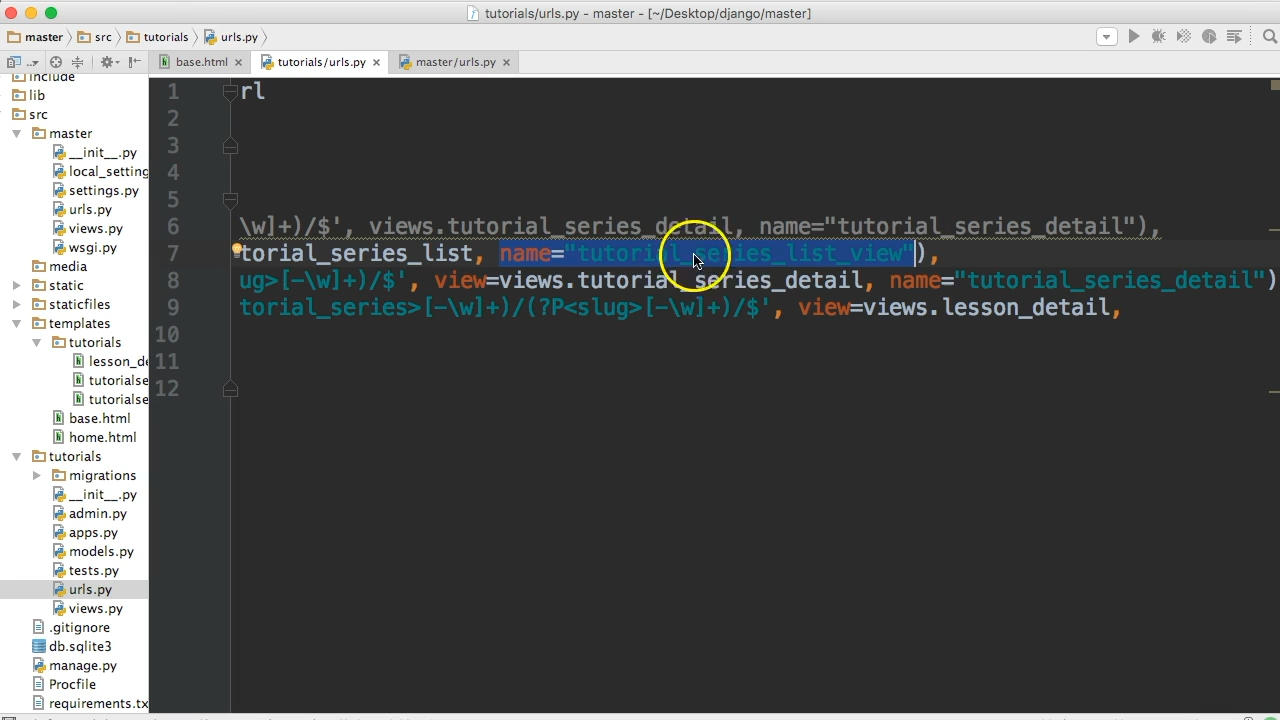 tutorials/urls.py - master - [~/Desktop/django/master]
master src tutorials urls.py
base.html tutorials/urls.py master/urls.py
include
lib
src
master
__init__.py
local_setting
settings.py
urls.py
views.py
wsgi.py
media
static
staticfiles
templates
tutorials
lesson_de
tutorialse
tutorialse
base.html
home.html
tutorials
migrations
__init__.py
admin.py
apps.py
models.py
tests.py
urls.py
views.py
.gitignore
db.sqlite3
manage.py
Procfile
requirements.tx
1 rl
2
3
4
5
6 \w]+)/$', views.tutorial_series_detail, name="tutorial_series_detail"),
7 torial_series_list, name="tutorial_series_list_view"),
8 ug>[-\w]+)/$', view=views.tutorial_series_detail, name="tutorial_series_detail")
9 torial_series>[-\w]+)/(?P<slug>[-\w]+)/$', view=views.lesson_detail,
10
11
12